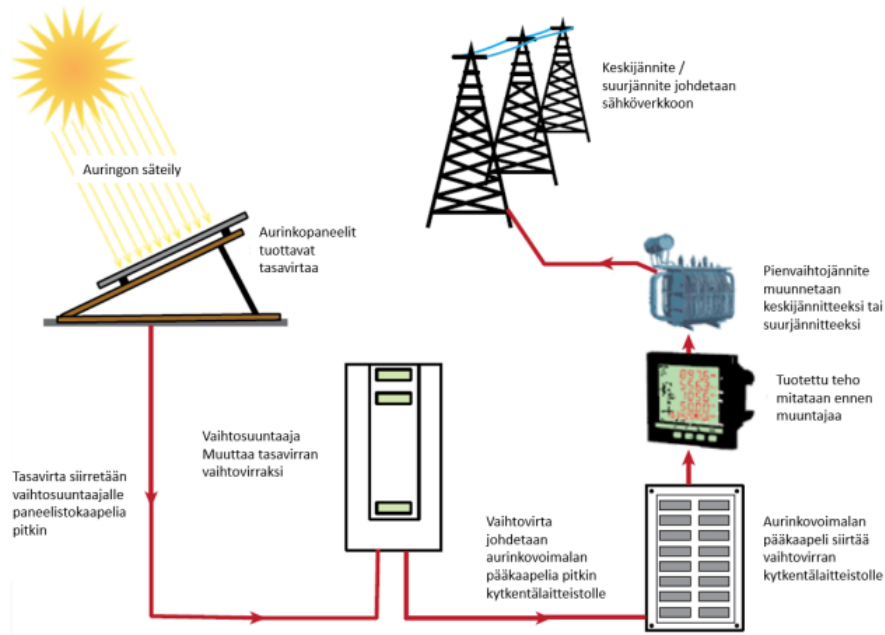 Auringon säteily
Aurinkopaneelit
tuottavat
tasavirtaa
Tasavirta siirretään
vaihtosuuntaajalle
paneelistokaapelia
pitkin
Vaihtosuuntaaja
Muuttaa tasavirran
vaihtovirraksi
Vaihtovirta
johdetaan
aurinkovoimalan
pääkaapelia pitkin
kytkentälaitteistolle
Aurinkovoimalan
pääkaapeli siirtää
vaihtovirran
kytkentälaitteistolle
Tuotettu teho
mitataan ennen
muuntajaa
Pienvaihtojännite
muunnetaan
keskijännitteeksi tai
suurjännitteeksi
Keskijännite /
suurjännite johdetaan
sähköverkkoon